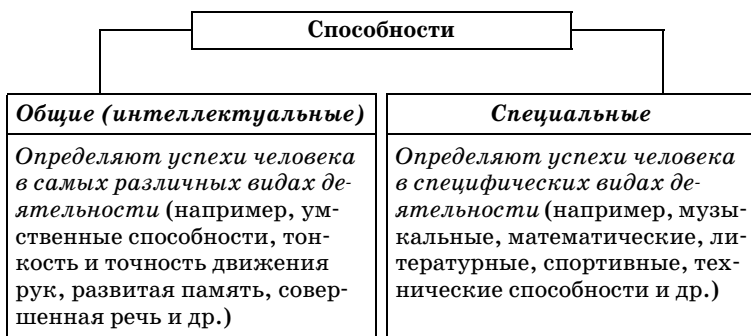 Способности
Общие (интеллектуальные)
Определяют успехи человека
в самых различных видах де-
ятельности (например, ум-
ственные способности, тон-
кость и точность движения
рук, развитая память, совер-
шенная речь и др.)
Специальные
Определяют успехи человека
в специфических видах де-
ятельности (например, музы-
кальные, математические, ли-
тературные, спортивные, тех-
нические способности и др.)